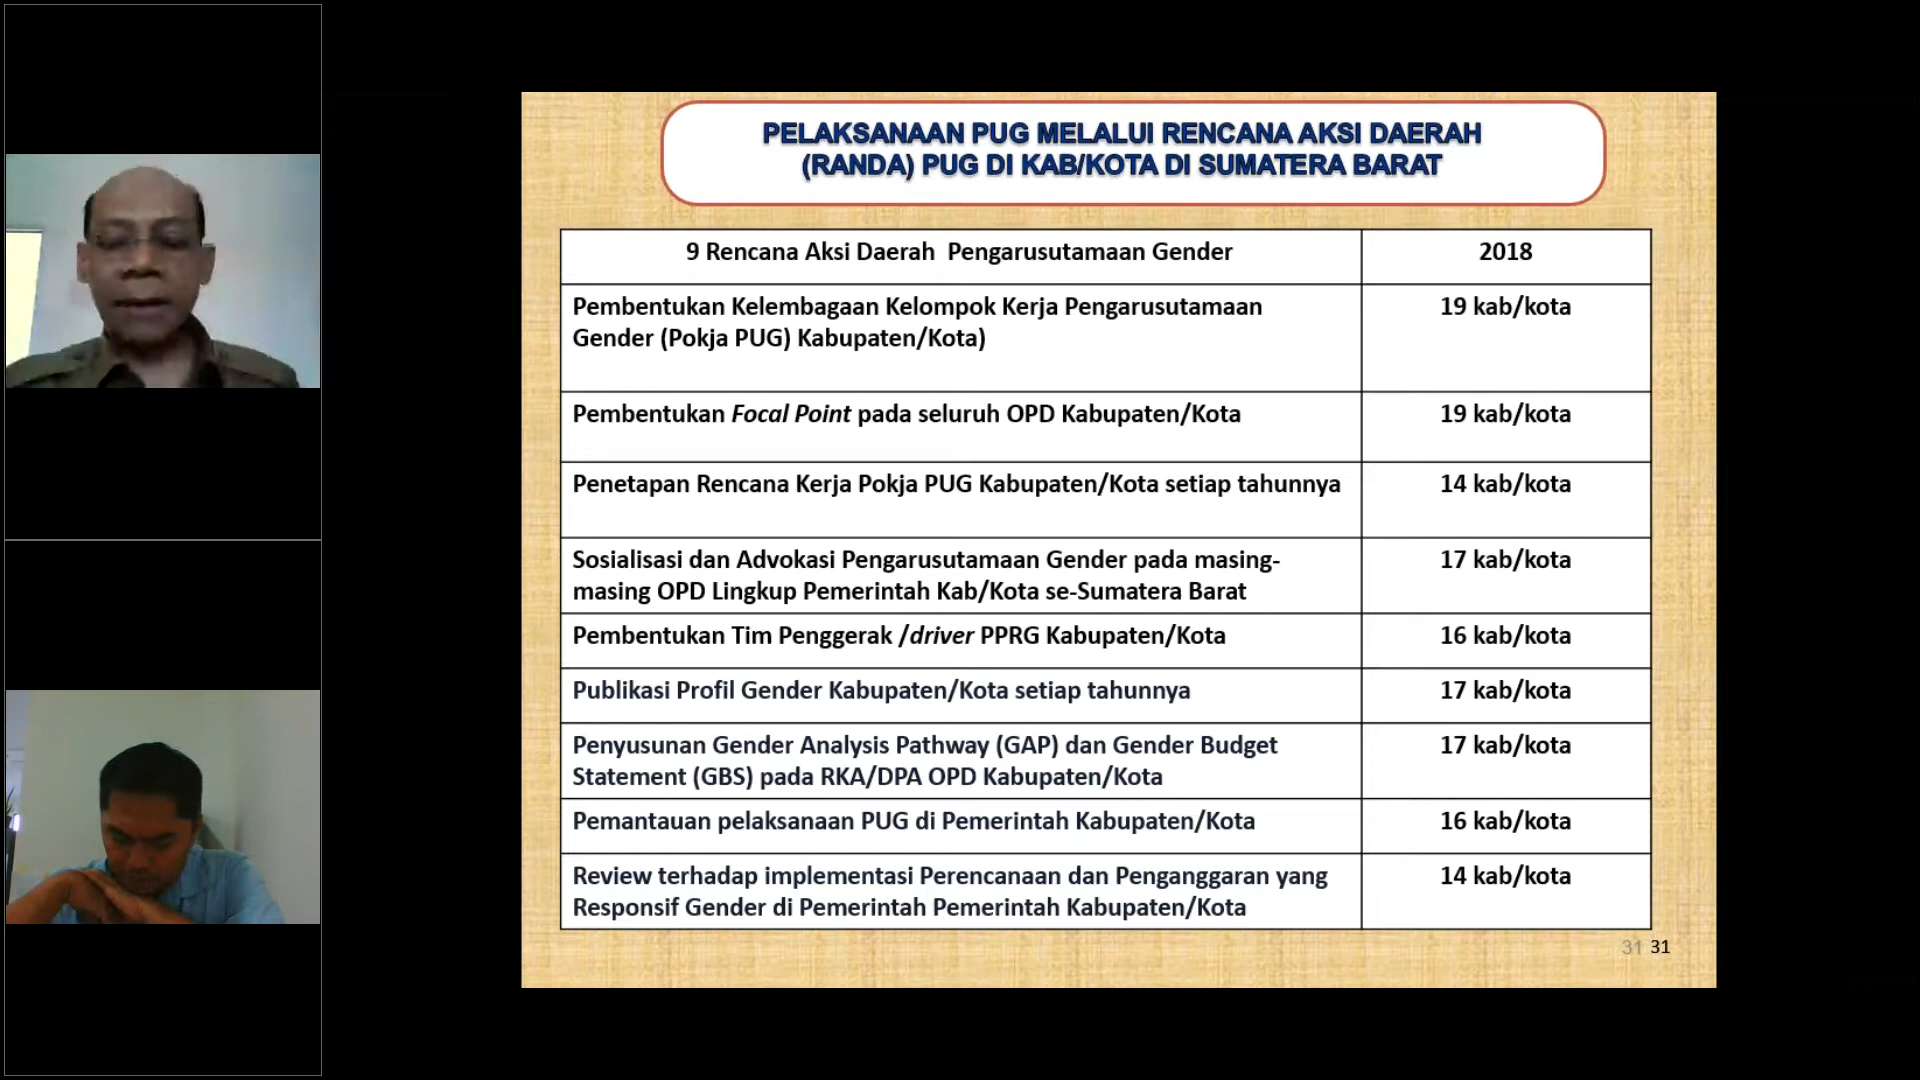 PELAKSANAAN PUG MELALUI RENCANA AKSI DAERAH
(RANDA) PUG DI KAB/KOTA DI SUMATERA BARAT
9 Rencana Aksi Daerah Pengarusutamaan Gender
2018
Pembentukan Kelembagaan Kelompok Kerja Pengarusutamaan
Gender (Pokja PUG) Kabupaten/Kota)
19 kab/kota
Pembentukan Focal Point pada seluruh OPD Kabupaten/Kota
19 kab/kota
Penetapan Rencana Kerja Pokja PUG Kabupaten/Kota setiap tahunnya
14 kab/kota
Sosialisasi dan Advokasi Pengarusutamaan Gender pada masing-
masing OPD Lingkup Pemerintah Kab/Kota se-Sumatera Barat
17 kab/kota
Pembentukan Tim Penggerak /driver PPRG Kabupaten/Kota
16 kab/kota
Publikasi Profil Gender Kabupaten/Kota setiap tahunnya
17 kab/kota
Penyusunan Gender Analysis Pathway (GAP) dan Gender Budget
Statement (GBS) pada RKA/DPA OPD Kabupaten/Kota
17 kab/kota
Pemantauan pelaksanaan PUG di Pemerintah Kabupaten/Kota
16 kab/kota
Review terhadap implementasi Perencanaan dan Penganggaran yang
Responsif Gender di Pemerintah Pemerintah Kabupaten/Kota
14 kab/kota
31 31